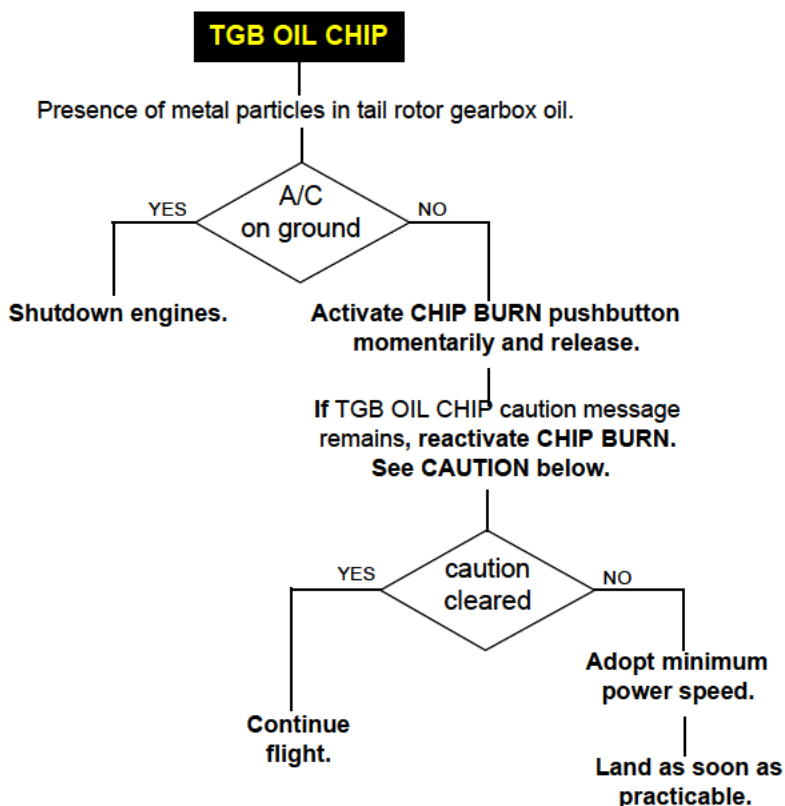 TGB OIL CHIP
Presence of metal particles in tail rotor gearbox oil.
A/C
on ground
YES
NO
Shutdown engines.
Activate CHIP BURN pushbutton
momentarily and release.
If TGB OIL CHIP caution message
remains, reactivate CHIP BURN.
See CAUTION below.
caution
cleared
YES
NO
Adopt minimum
power speed.
Continue
flight.
Land as soon as
practicable.